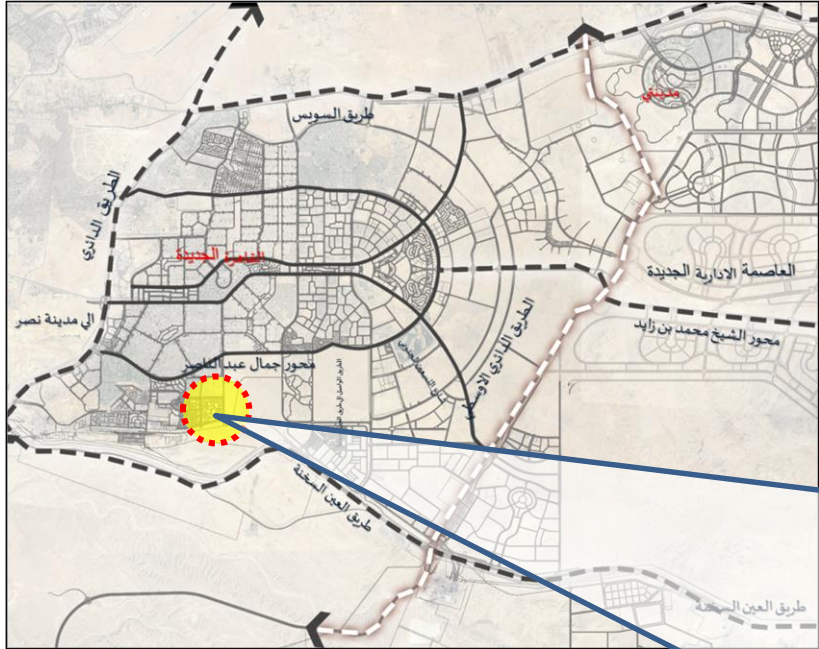 مدينتي
طريق السويس
الطريق الدائري
القاهرة الجديدة
العاصمة الادارية الجديدة
الطريق الدائري الاوسطي
الي مدينة نصر
محور الشيخ محمد بن زايد
محور جمال عبد الناصر
طريق العين السخنة
طريق العين السخنة